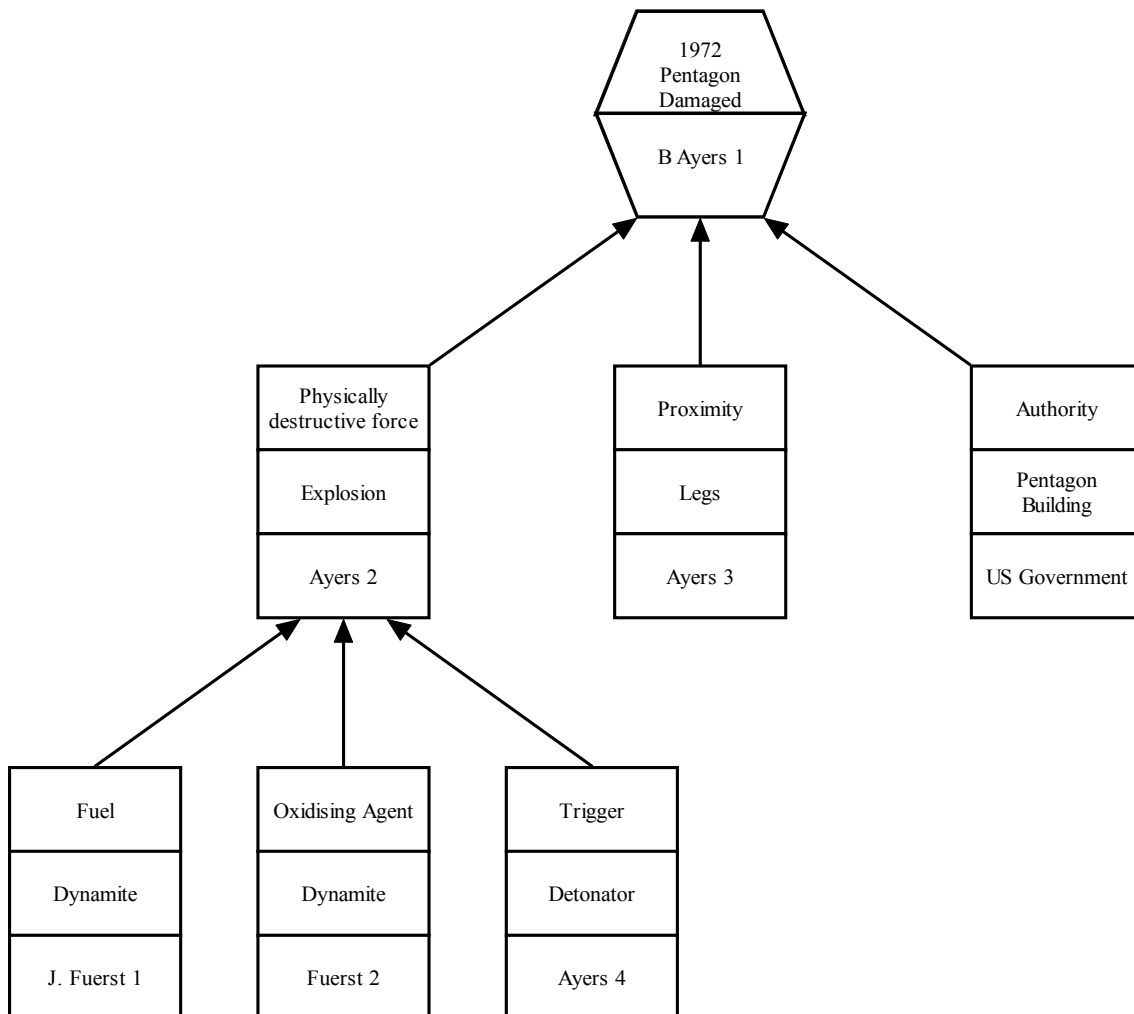 1972
Pentagon
Damaged
B Ayers 1
Physically
destructive force
Explosion
Ayers 2
Proximity
Legs
Ayers 3
Authority
Pentagon
Building
US Government
Fuel
Dynamite
J. Fuerst 1
Oxidising Agent
Dynamite
Fuerst 2
Trigger
Detonator
Ayers 4